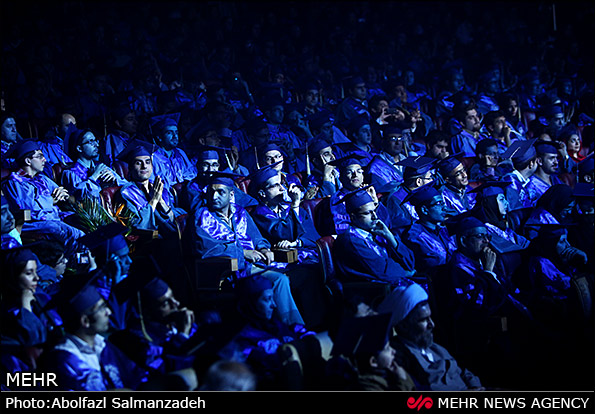 MEHR
Photo:Abolfazl Salmanzadeh
MEHR NEWS AGENCY